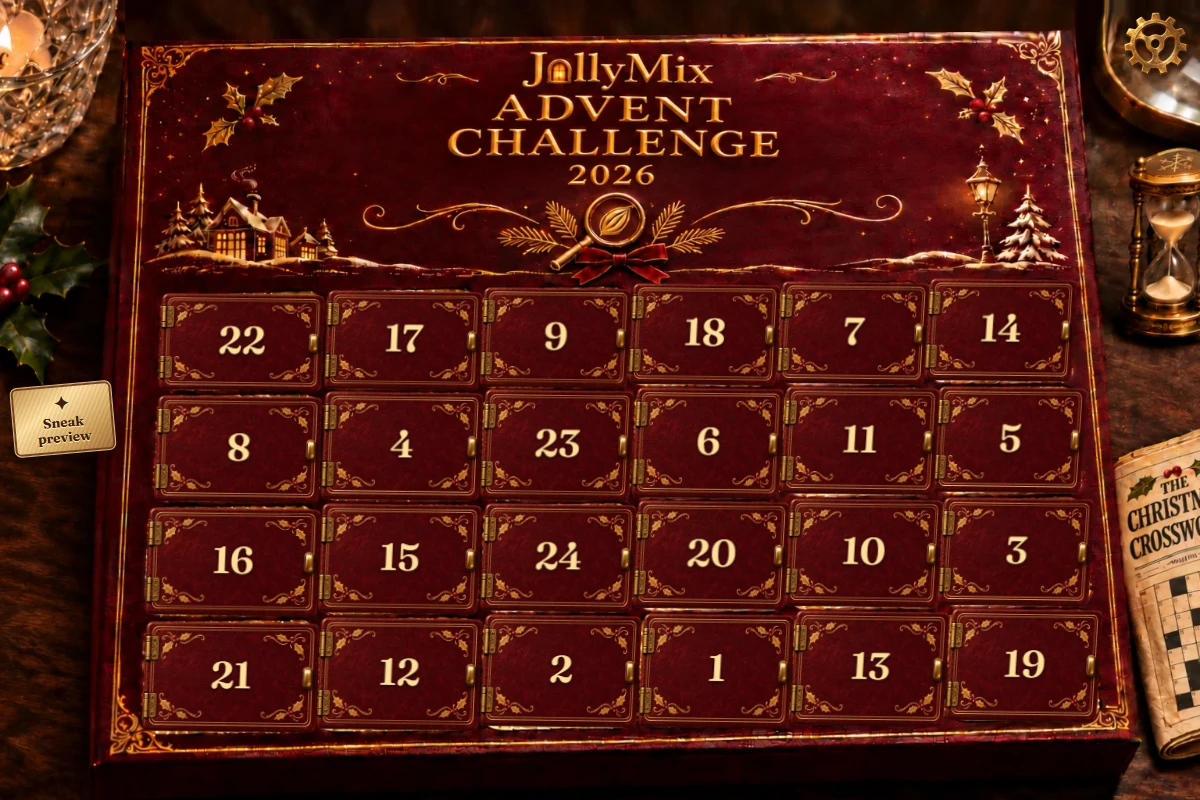 JollyMix
ADVENT
CHALLENGE
2026
22 17 9 18 7 14
8 4 23 6 11 5
16 15 24 20 10 3
21 12 2 1 13 19
Sneak
preview
THE
CHRISTM
CROSSW